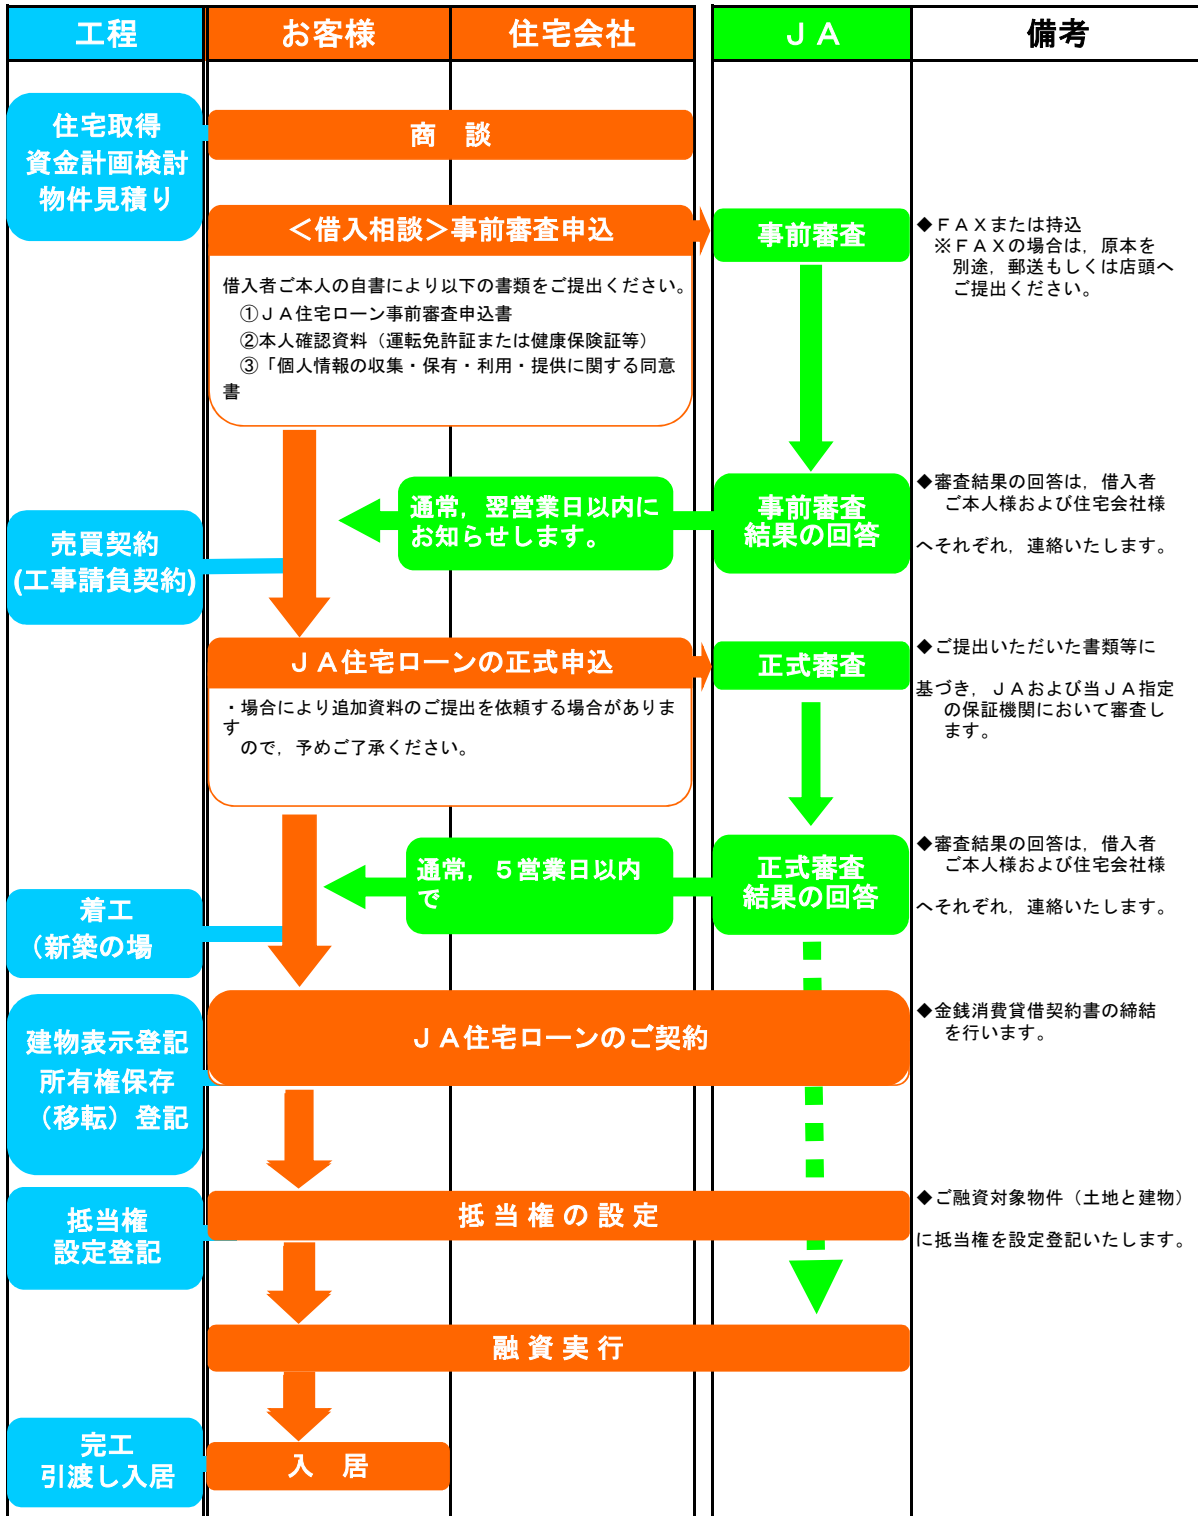 工程
お客様
住宅会社
ＪＡ
備考
住宅取得
資金計画検討
物件見積り
商　談
＜借入相談＞事前審査申込
借入者ご本人の自書により以下の書類をご提出ください。
①ＪＡ住宅ローン事前審査申込書
②本人確認資料（運転免許証または健康保険証等）
③「個人情報の収集・保有・利用・提供に関する同意
書
事前審査
◆ＦＡＸまたは持込
※ＦＡＸの場合は，原本を
別途，郵送もしくは店頭へ
ご提出ください。
通常，翌営業日以内に
お知らせします。
事前審査
結果の回答
◆審査結果の回答は，借入者
ご本人様および住宅会社様
へそれぞれ，連絡いたします。
売買契約
(工事請負契約)
ＪＡ住宅ローンの正式申込
・場合により追加資料のご提出を依頼する場合がありま
す
ので，予めご了承ください。
正式審査
◆ご提出いただいた書類等に
基づき，ＪＡおよび当ＪＡ指定
の保証機関において審査し
ます。
通常，５営業日以内
で
正式審査
結果の回答
◆審査結果の回答は，借入者
ご本人様および住宅会社様
へそれぞれ，連絡いたします。
着工
（新築の場
建物表示登記
所有権保存
（移転）登記
ＪＡ住宅ローンのご契約
◆金銭消費貸借契約書の締結
を行います。
抵当権
設定登記
抵当権の設定
◆ご融資対象物件（土地と建物）
に抵当権を設定登記いたします。
融資実行
完工
引渡し入居
入　居